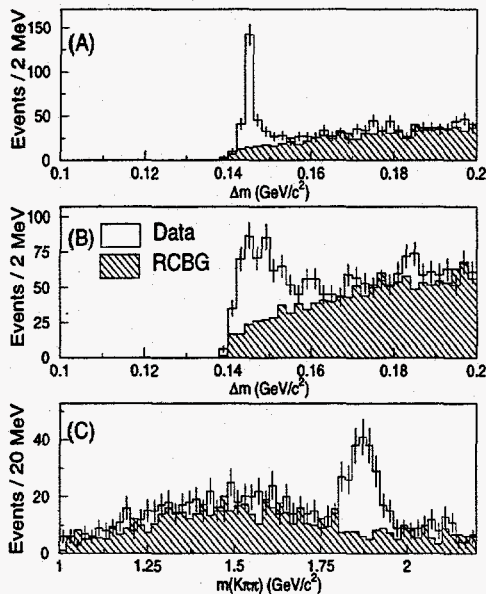 Events / 2 MeV
150
100
50
0
(A)
0.1 0.12 0.14 0.16 0.18 0.2
Δm (GeV/c²)
Events / 2 MeV
100
75
50
25
0
(B)
Data
RCBG
0.1 0.12 0.14 0.16 0.18 0.2
Δm (GeV/c²)
Events / 20 MeV
40
20
0
(C)
1 1.25 1.5 1.75 2
m(Kππ) (GeV/c²)